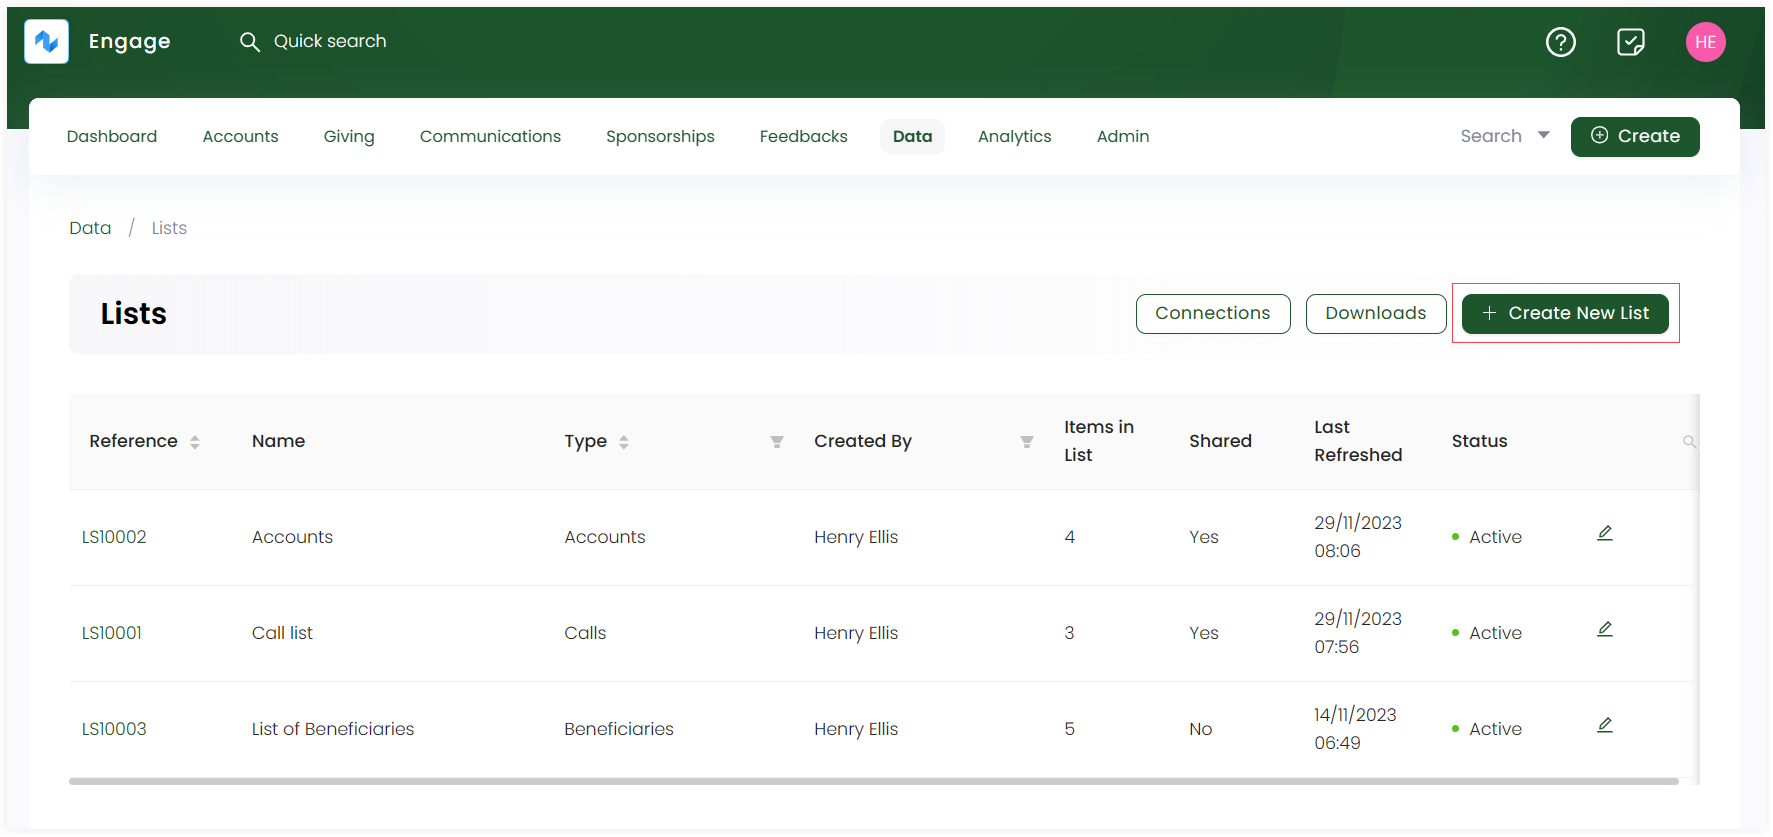 Engage
Quick search
HE
Dashboard Accounts Giving Communications Sponsorships Feedbacks Data Analytics Admin Search Create
Data / Lists
Lists Connections Downloads + Create New List
Reference Name Type Created By Items in List Shared Last Refreshed Status
LS10002 Accounts Accounts Henry Ellis 4 Yes 29/11/2023 08:06 Active
LS10001 Call list Calls Henry Ellis 3 Yes 29/11/2023 07:56 Active
LS10003 List of Beneficiaries Beneficiaries Henry Ellis 5 No 14/11/2023 06:49 Active